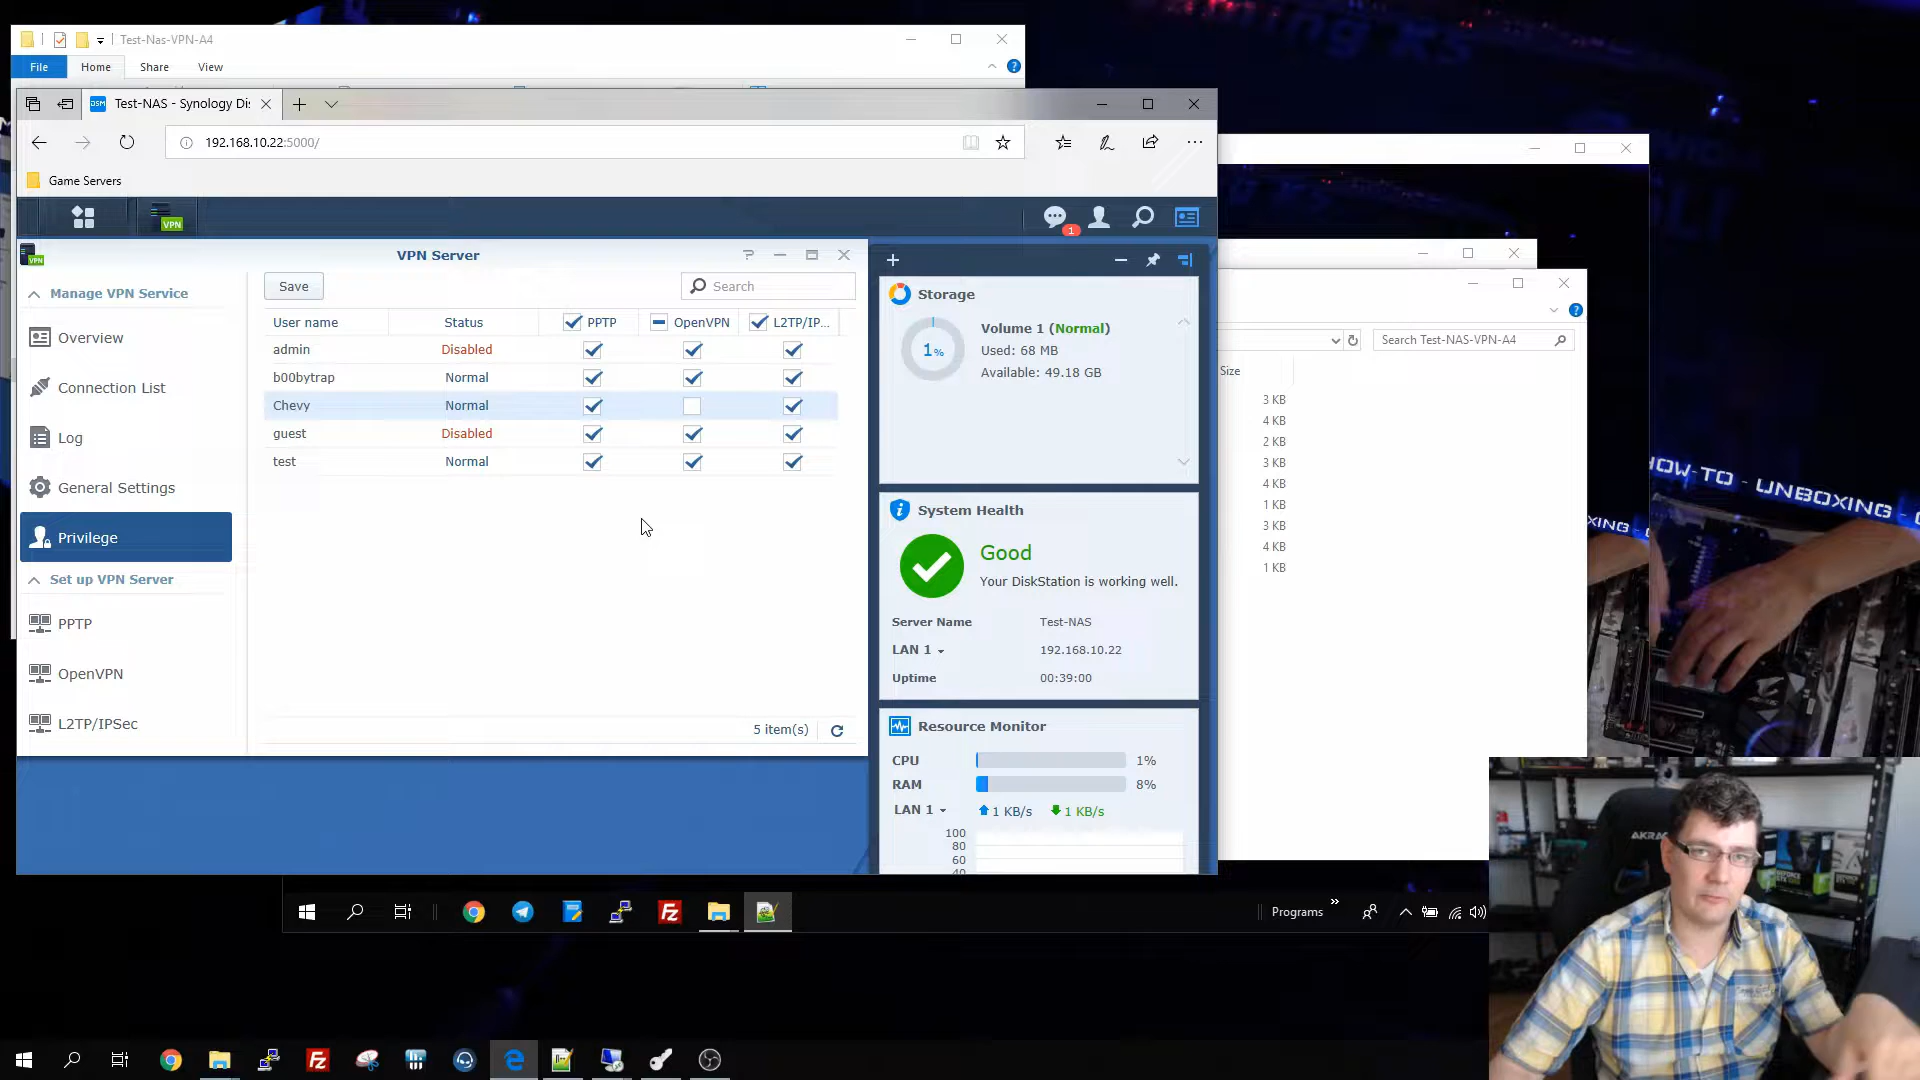 Test-Nas-VPN-A4
File Home Share View
Test-NAS - Synology Di:
192.168.10.22:5000/
Game Servers
VPN
1
VPN
VPN Server
Manage VPN Service
Overview
Connection List
Log
General Settings
Privilege
Set up VPN Server
PPTP
OpenVPN
L2TP/IPSec
Save
Search
User name Status PPTP OpenVPN L2TP/IP...
admin Disabled
b00bytrap Normal
Chevy Normal
guest Disabled
test Normal
5 item(s)
Storage
1%
Volume 1 (Normal)
Used: 68 MB
Available: 49.18 GB
System Health
Good
Your DiskStation is working well.
Server Name Test-NAS
LAN 1 192.168.10.22
Uptime 00:39:00
Resource Monitor
CPU 1%
RAM 8%
LAN 1 1 KB/s 1 KB/s
100
80
60
40
Search Test-NAS-VPN-A4
Size
3 KB
4 KB
2 KB
3 KB
4 KB
1 KB
3 KB
4 KB
1 KB
HOW-TO - UNBOXING -
XING -
Programs
AKRAC